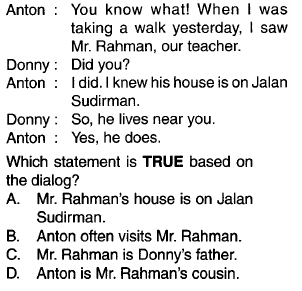 Anton : You know what! When I was
taking a walk yesterday, I saw
Mr. Rahman, our teacher.
Donny : Did you?
Anton : I did. I knew his house is on Jalan
Sudirman.
Donny : So, he lives near you.
Anton : Yes, he does.
Which statement is TRUE based on
the dialog?
A. Mr. Rahman's house is on Jalan
Sudirman.
B. Anton often visits Mr. Rahman.
C. Mr. Rahman is Donny's father.
D. Anton is Mr. Rahman's cousin.